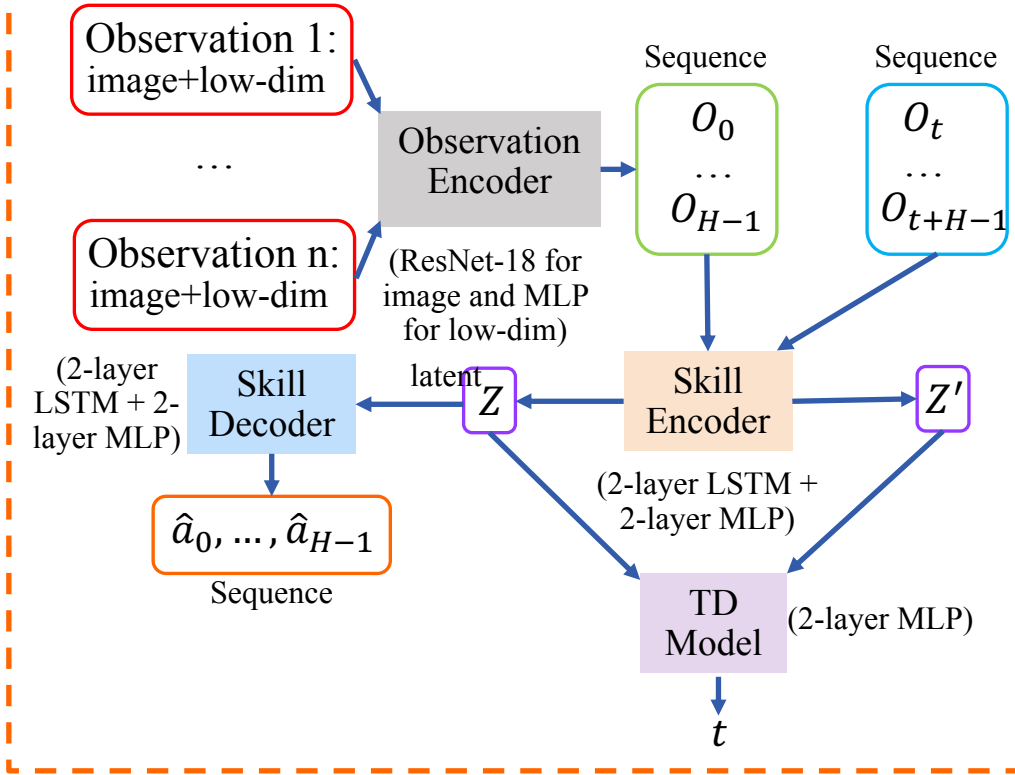 Observation 1:
image+low-dim
…
Observation n:
image+low-dim
Observation
Encoder
(ResNet-18 for
image and MLP
for low-dim)
Sequence
O_0
…
O_{H−1}
Sequence
O_t
…
O_{t+H−1}
(2-layer
LSTM + 2-
layer MLP)
Skill
Decoder
latent
Z
Skill
Encoder
Z′
(2-layer LSTM +
2-layer MLP)
â_0, …, â_{H−1}
Sequence
TD
Model
(2-layer MLP)
t